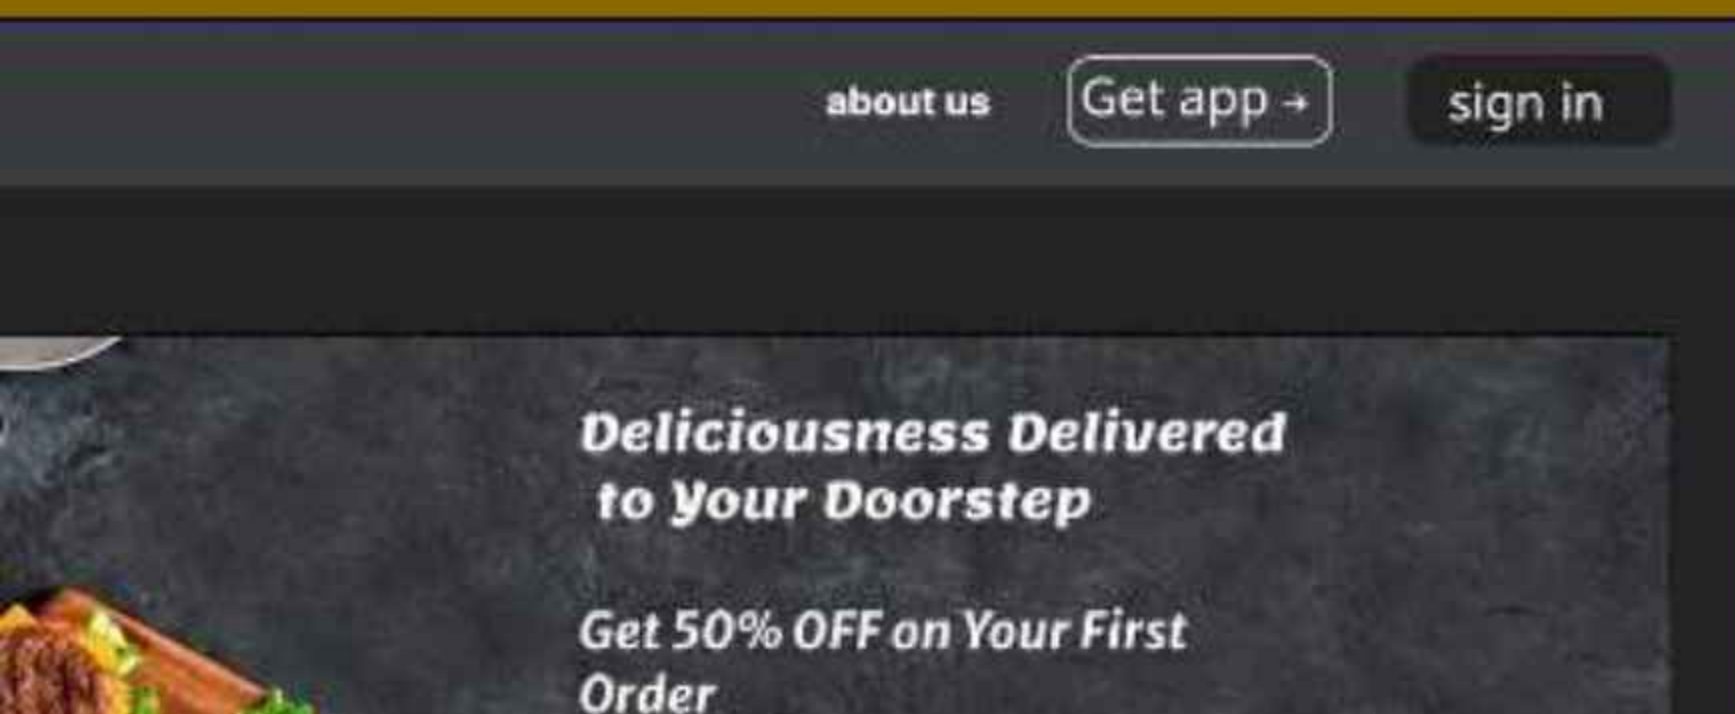 about us
Get app →
sign in
Deliciousness Delivered
to Your Doorstep
Get 50% OFF on Your First
Order